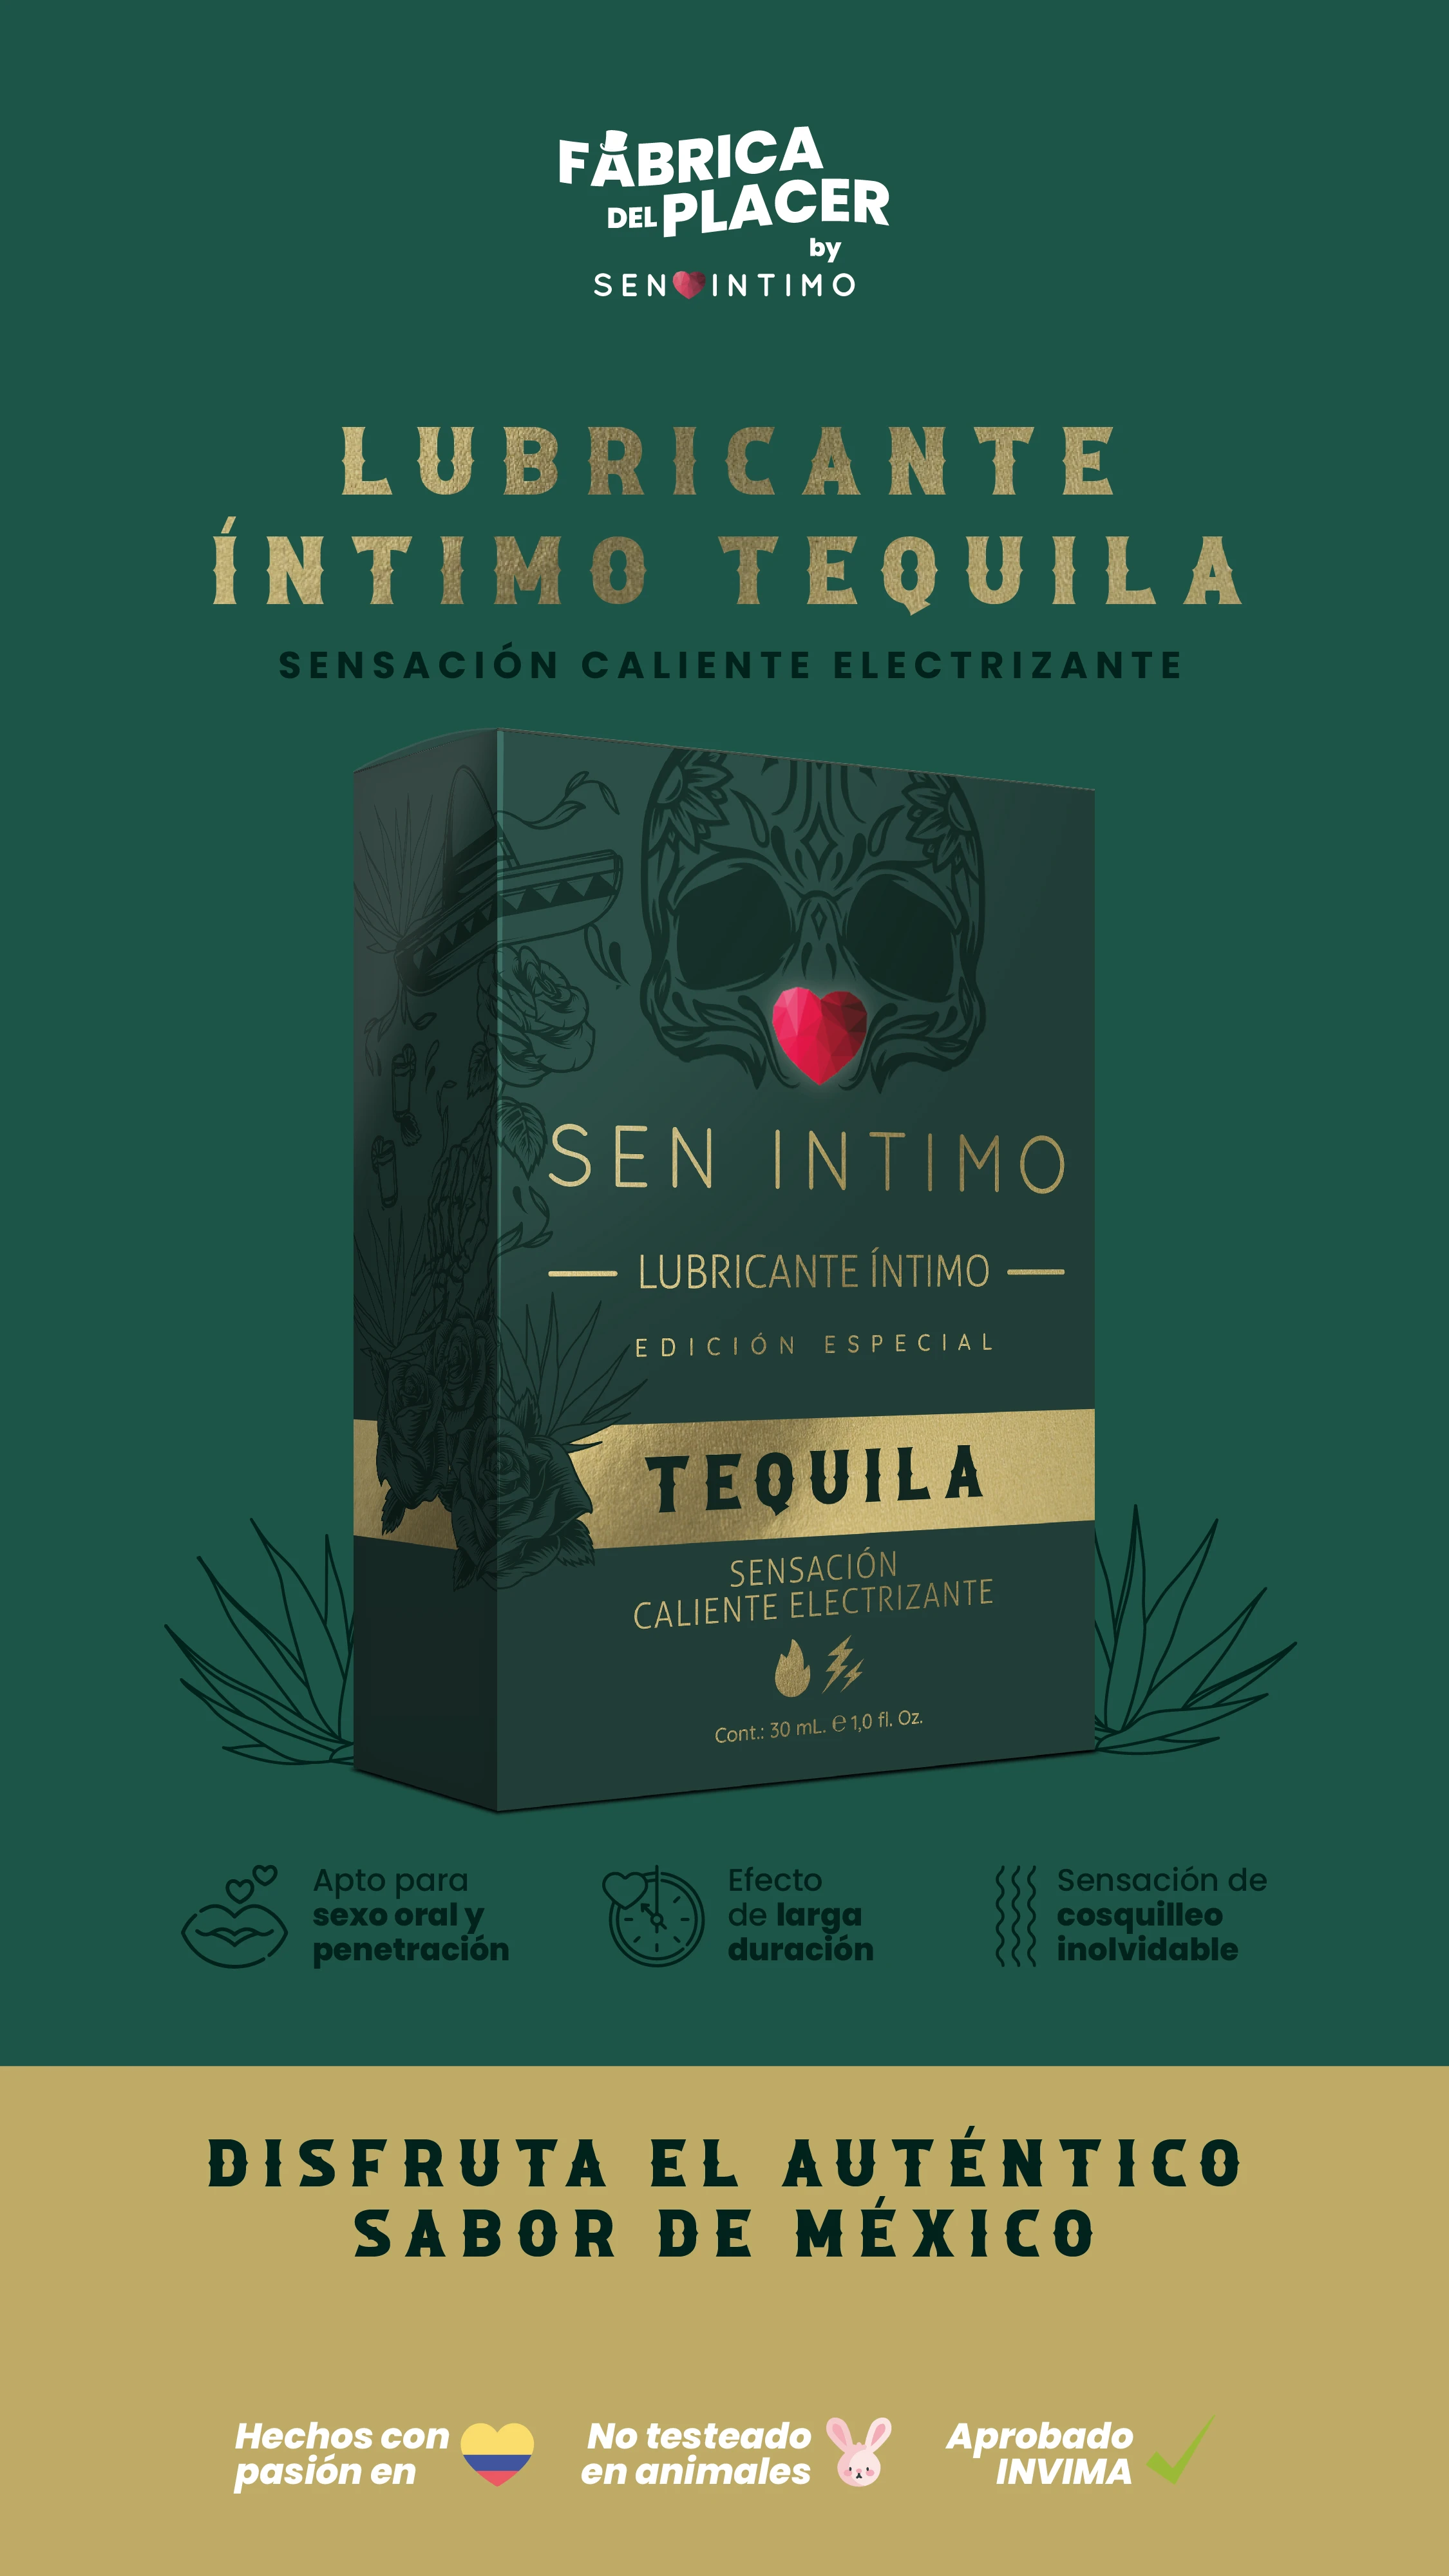 FÁBRICA
DEL PLACER
by
SEN INTIMO
LUBRICANTE
ÍNTIMO TEQUILA
SENSACIÓN CALIENTE ELECTRIZANTE
SEN INTIMO
LUBRICANTE ÍNTIMO
EDICIÓN ESPECIAL
TEQUILA
SENSACIÓN
CALIENTE ELECTRIZANTE
Cont.: 30 mL. ℮ 1,0 fl. Oz.
Apto para
sexo oral y
penetración
Efecto
de larga
duración
Sensación de
cosquilleo
inolvidable
DISFRUTA EL AUTÉNTICO
SABOR DE MÉXICO
Hechos con
pasión en
No testeado
en animales
Aprobado
INVIMA